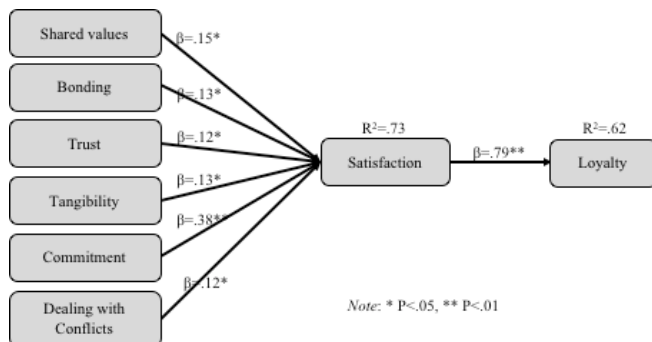 Shared values
β=.15*
Bonding
β=.13*
Trust
β=.12*
Tangibility
β=.13*
Commitment
β=.38**
Dealing with
Conflicts
β=.12*
R²=.73
Satisfaction
β=.79**
R²=.62
Loyalty
Note: * P<.05, ** P<.01